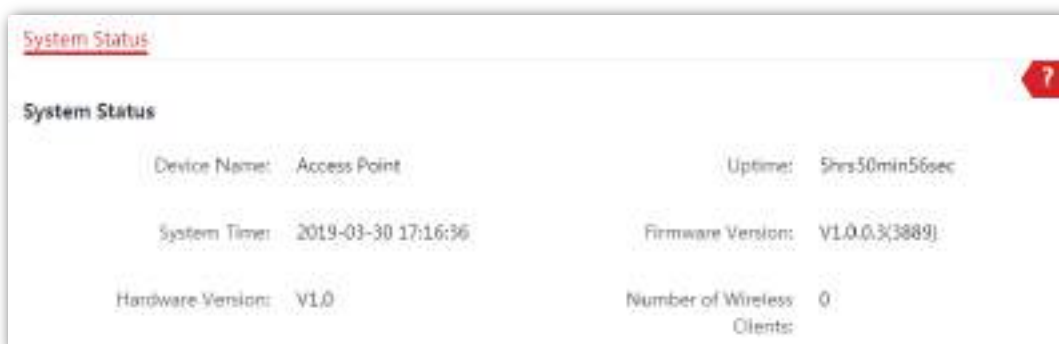 System Status
?
System Status
Device Name: Access Point Uptime: 5hrs50min56sec
System Time: 2019-03-30 17:16:36 Firmware Version: V1.0.0.3(3889)
Hardware Version: V1.0 Number of Wireless Clients: 0